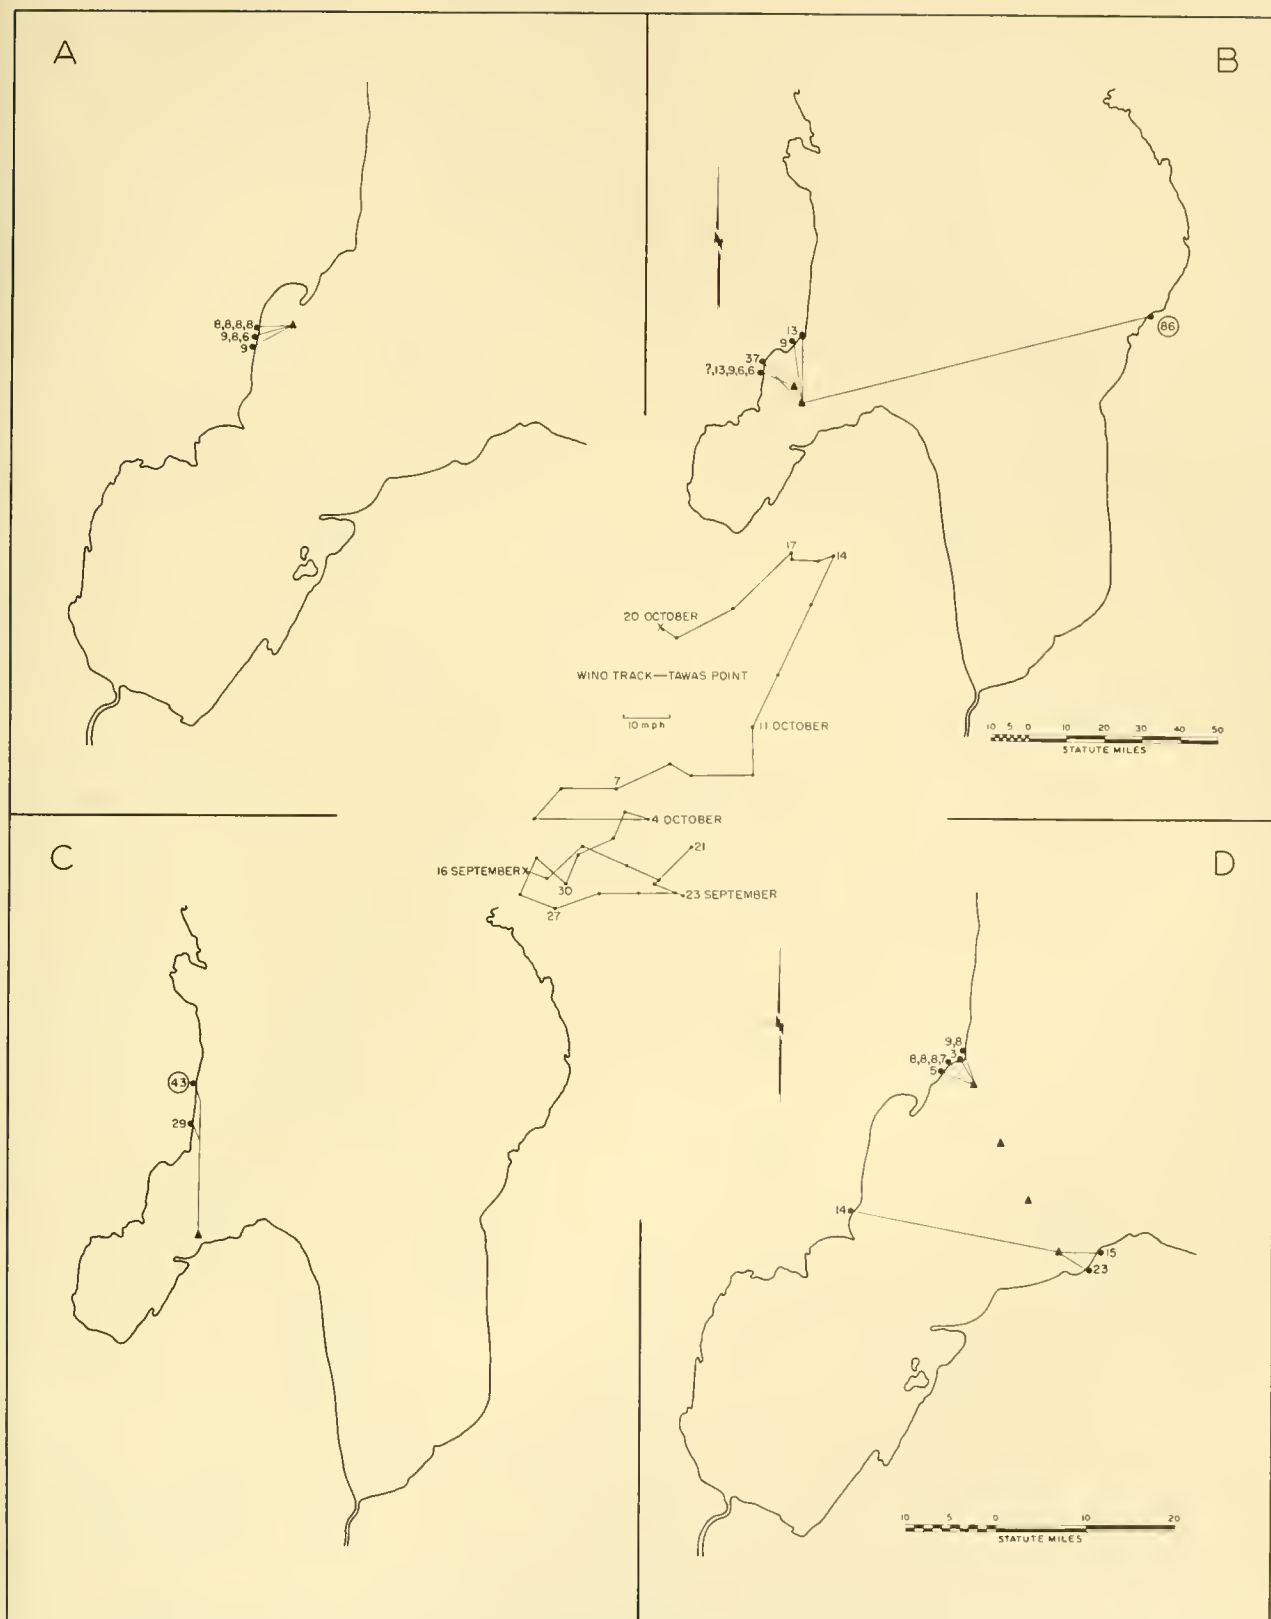 A
8,8,8,8
9,8,6
9
B
13
9
37
7,13,9,6,6
86
10 5 0 10 20 30 40 50
STATUTE MILES
17
14
20 OCTOBER
X
WIND TRACK—TAWAS POINT
10 mph
11 OCTOBER
7
4 OCTOBER
21
16 SEPTEMBER X
30
23 SEPTEMBER
27
C
43
29
D
9,8
3
8,8,8,7
5
14
15
23
10 5 0 10 20
STATUTE MILES